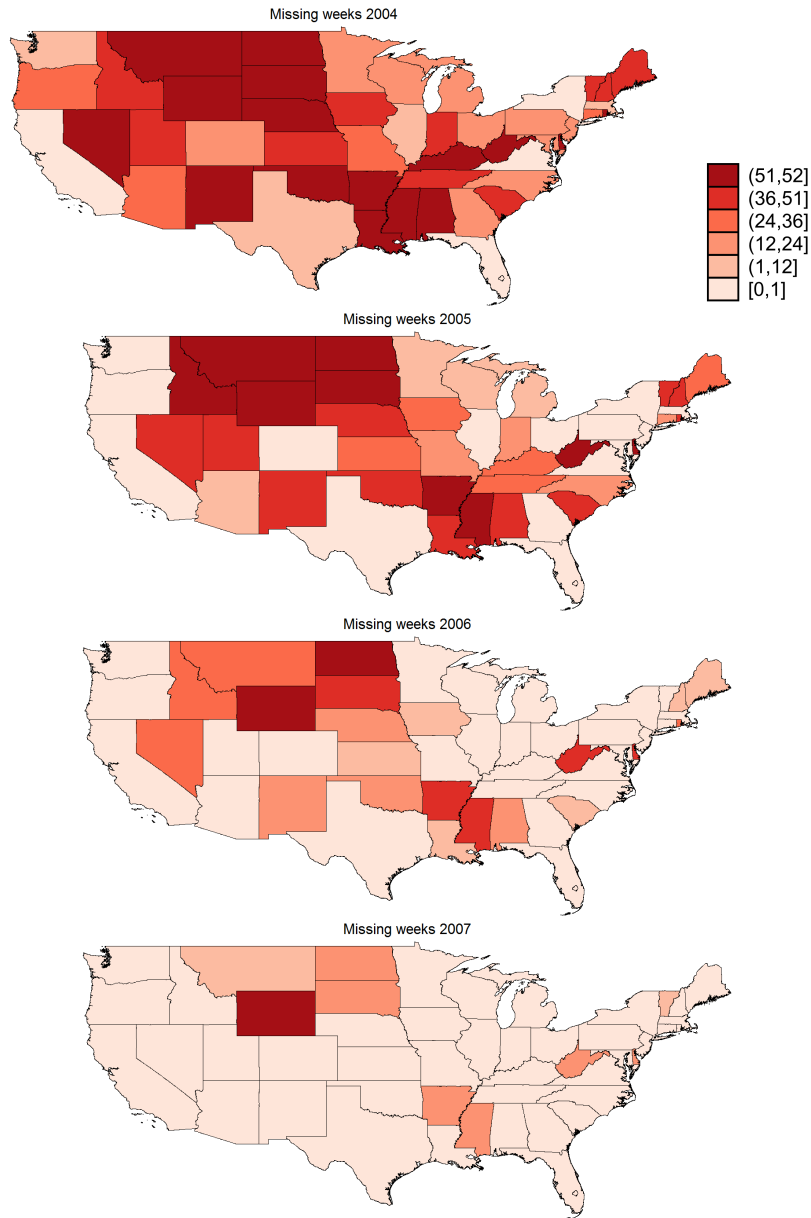 Missing weeks 2004
(51,52]
(36,51]
(24,36]
(12,24]
(1,12]
[0,1]
Missing weeks 2005
Missing weeks 2006
Missing weeks 2007